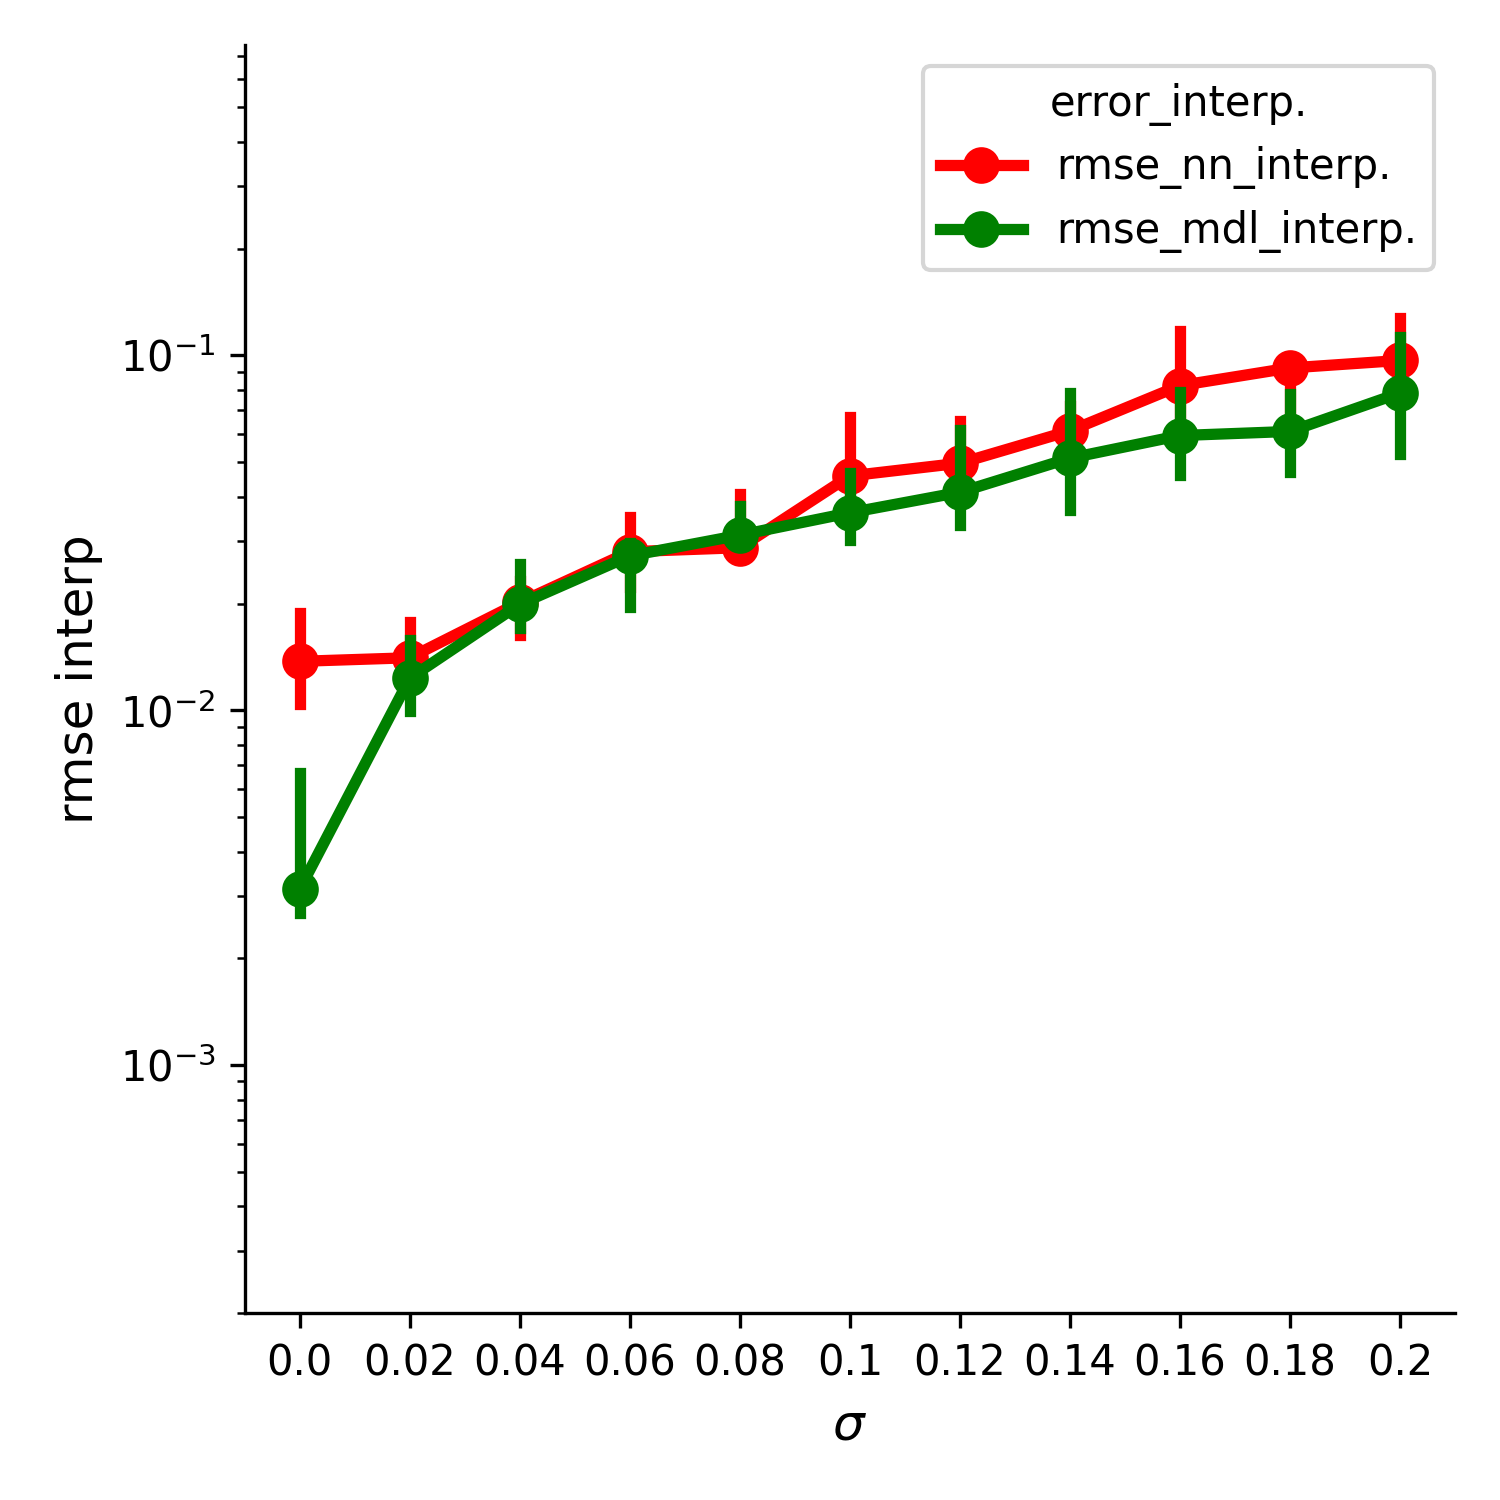 error_interp.
rmse_nn_interp.
rmse_mdl_interp.
rmse interp
10⁻¹
10⁻²
10⁻³
0.0 0.02 0.04 0.06 0.08 0.1 0.12 0.14 0.16 0.18 0.2
σ